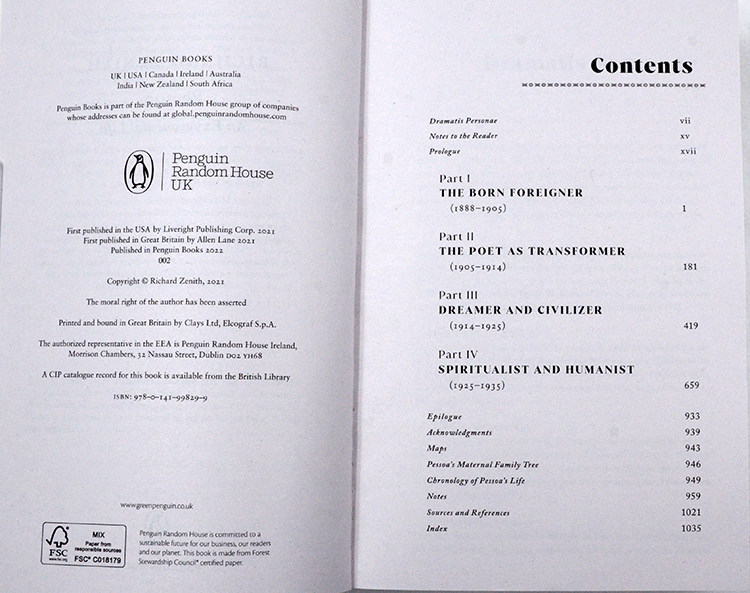 PENGUIN BOOKS
UK | USA | Canada | Ireland | Australia
India | New Zealand | South Africa
Penguin Books is part of the Penguin Random House group of companies
whose addresses can be found at global.penguinrandomhouse.com
Penguin
Random House
UK
First published in the USA by Liveright Publishing Corp. 2021
First published in Great Britain by Allen Lane 2021
Published in Penguin Books 2022
002
Copyright © Richard Zenith, 2021
The moral right of the author has been asserted
Printed and bound in Great Britain by Clays Ltd, Elcograf S.p.A.
The authorized representative in the EEA is Penguin Random House Ireland,
Morrison Chambers, 32 Nassau Street, Dublin D02 YH68
A CIP catalogue record for this book is available from the British Library
ISBN: 978-0-141-99829-9
www.greenpenguin.co.uk
FSC
www.fsc.org
MIX
Paper from
responsible sources
FSC® C018179
Penguin Random House is committed to a
sustainable future for our business, our readers
and our planet. This book is made from Forest
Stewardship Council® certified paper.
Contents
Dramatis Personae vii
Notes to the Reader xv
Prologue xvii
Part I
THE BORN FOREIGNER
(1888–1905) 1
Part II
THE POET AS TRANSFORMER
(1905–1914) 181
Part III
DREAMER AND CIVILIZER
(1914–1925) 419
Part IV
SPIRITUALIST AND HUMANIST
(1925–1935) 659
Epilogue 933
Acknowledgments 939
Maps 943
Pessoa's Maternal Family Tree 946
Chronology of Pessoa's Life 949
Notes 959
Sources and References 1021
Index 1035